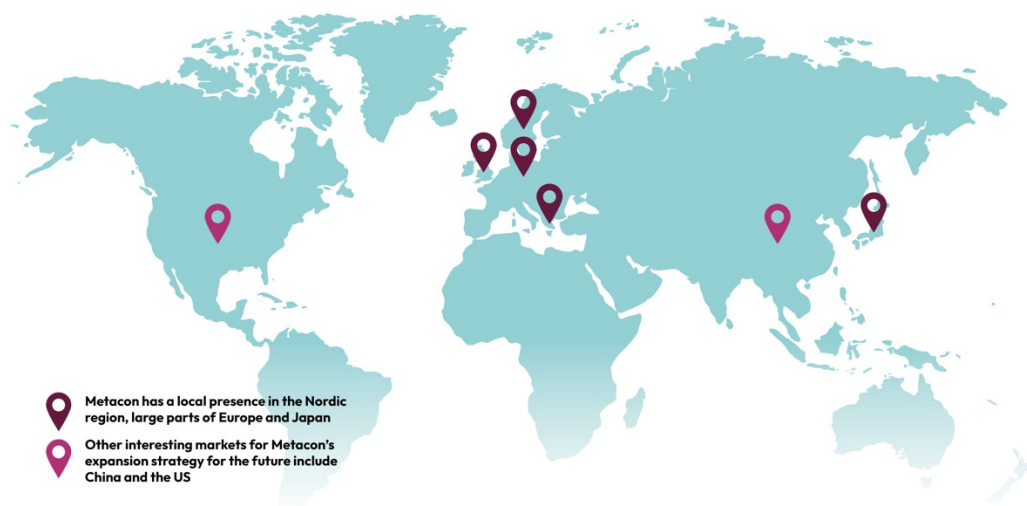 Metacon has a local presence in the Nordic
region, large parts of Europe and Japan
Other interesting markets for Metacon’s
expansion strategy for the future include
China and the US